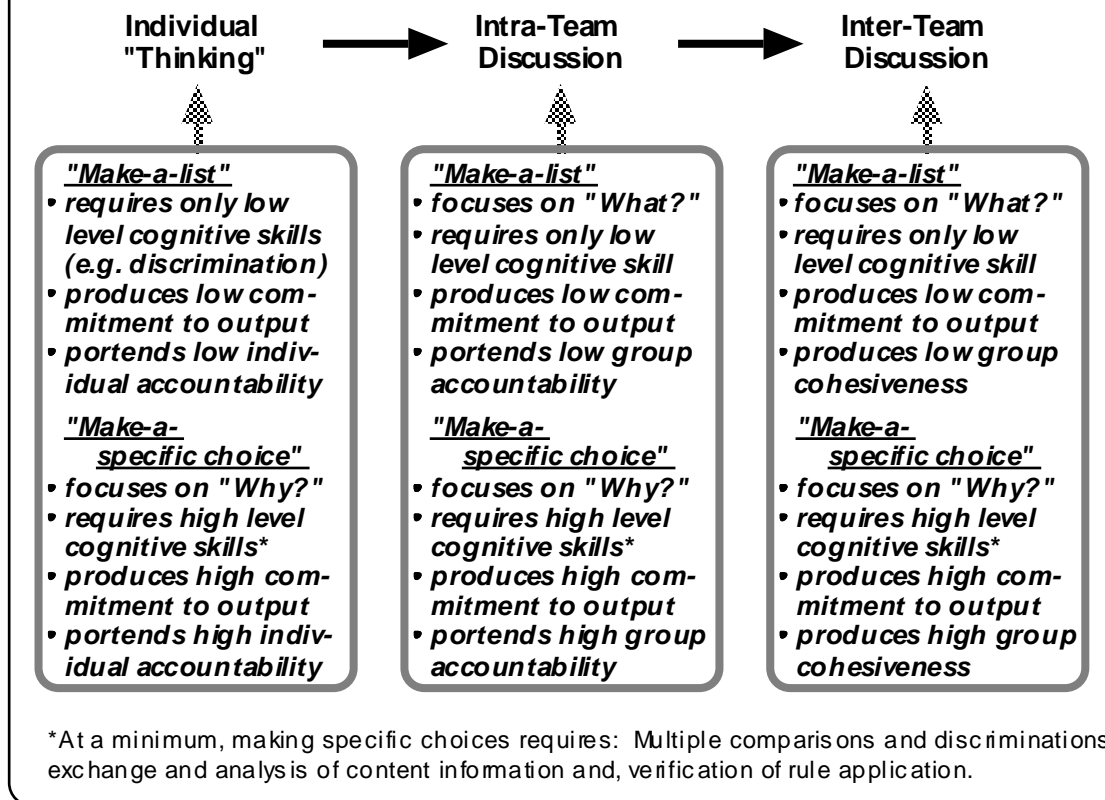 Individual "Thinking"
Intra-Team Discussion
Inter-Team Discussion
"Make-a-list"
• requires only low
level cognitive skills
(e.g. discrimination)
• produces low com-
mitment to output
• portends low individ-
idual accountability
"Make-a-
specific choice"
• focuses on "Why?"
• requires high level
cognitive skills*
• produces high com-
mitment to output
• portends high indiv-
idual accountability
"Make-a-list"
• focuses on "What?"
• requires only low
level cognitive skill
• produces low com-
mitment to output
• portends low group
accountability
"Make-a-
specific choice"
• focuses on "Why?"
• requires high level
cognitive skills*
• produces high com-
mitment to output
• portends high group
accountability
"Make-a-list"
• focuses on "What?"
• requires only low
level cognitive skill
• produces low com-
mitment to output
• produces low group
cohesiveness
"Make-a-
specific choice"
• focuses on "Why?"
• requires high level
cognitive skills*
• produces high com-
mitment to output
• produces high group
cohesiveness
*At a minimum, making specific choices requires: Multiple comparisons and discriminations
exchange and analysis of content information and, verification of rule application.